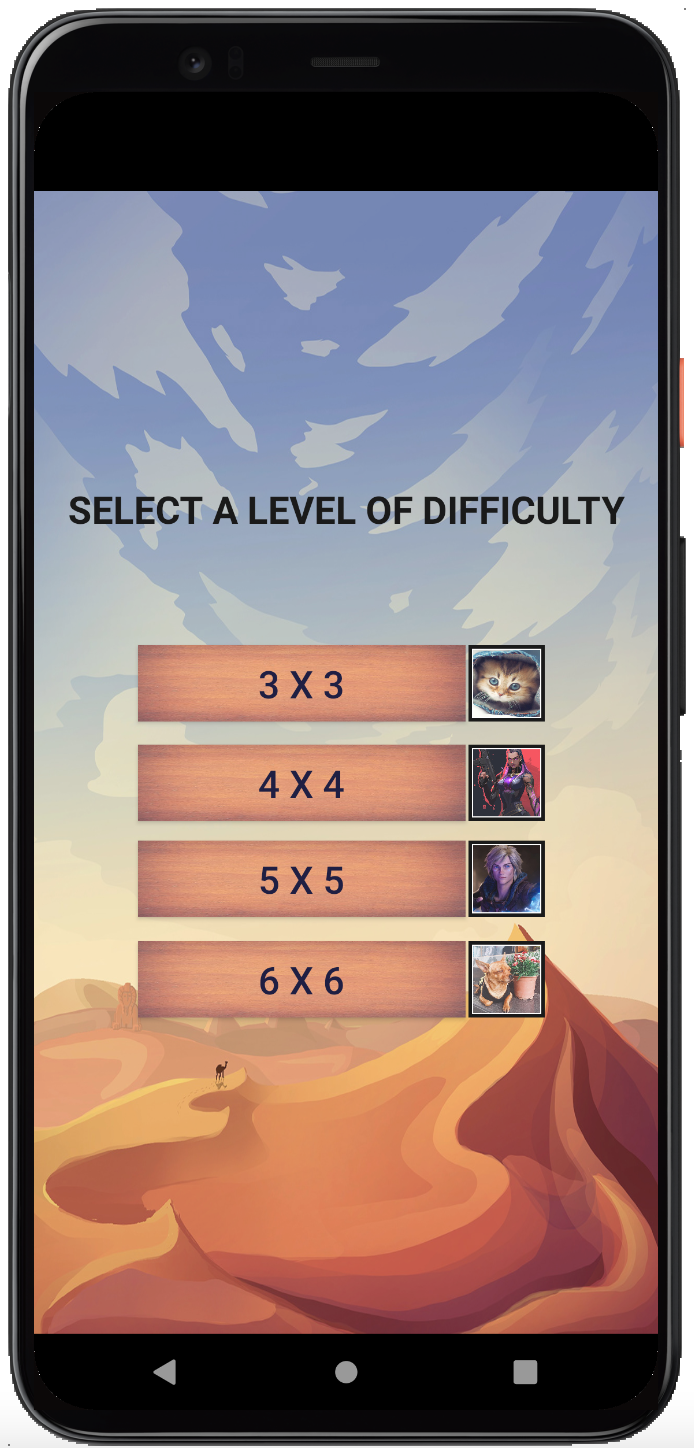 SELECT A LEVEL OF DIFFICULTY
3 X 3
4 X 4
5 X 5
6 X 6